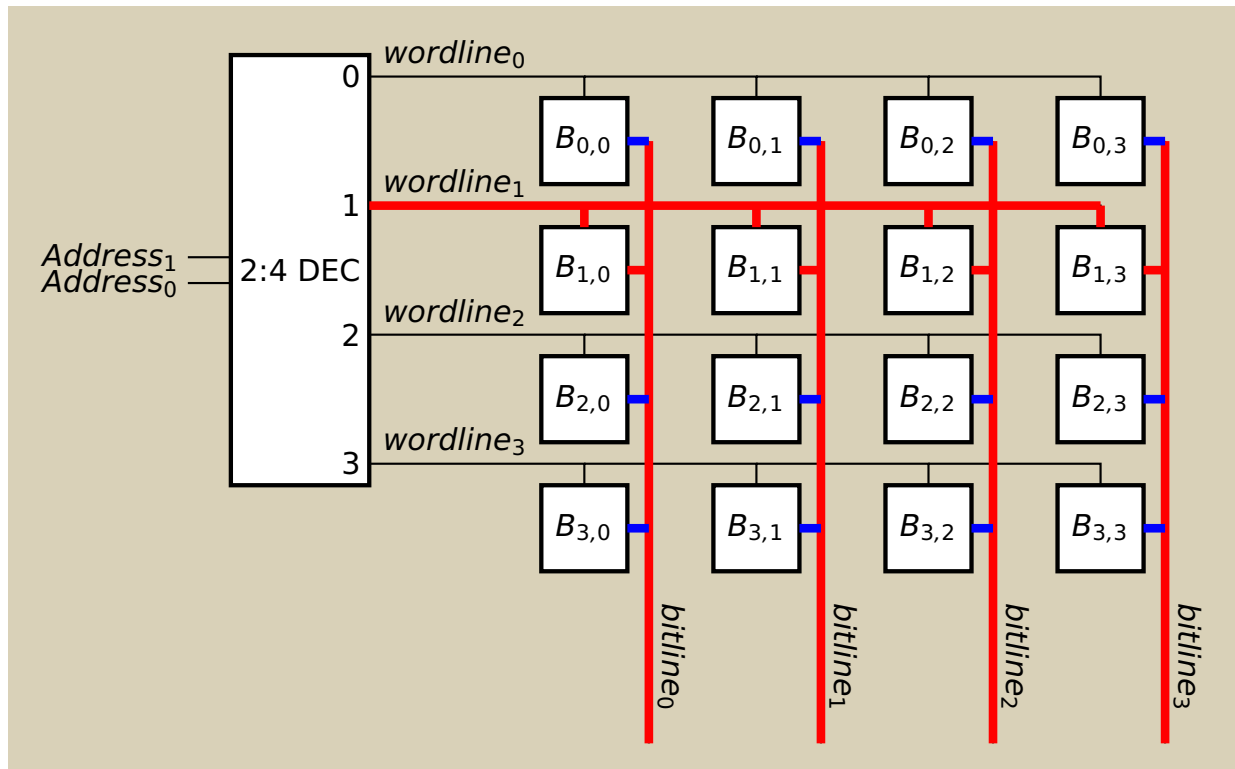 wordline₀
0
B₀,₀ B₀,₁ B₀,₂ B₀,₃
wordline₁
1
B₁,₀ B₁,₁ B₁,₂ B₁,₃
Address₁
Address₀
2:4 DEC
wordline₂
2
B₂,₀ B₂,₁ B₂,₂ B₂,₃
wordline₃
3
B₃,₀ B₃,₁ B₃,₂ B₃,₃
bitline₀
bitline₁
bitline₂
bitline₃